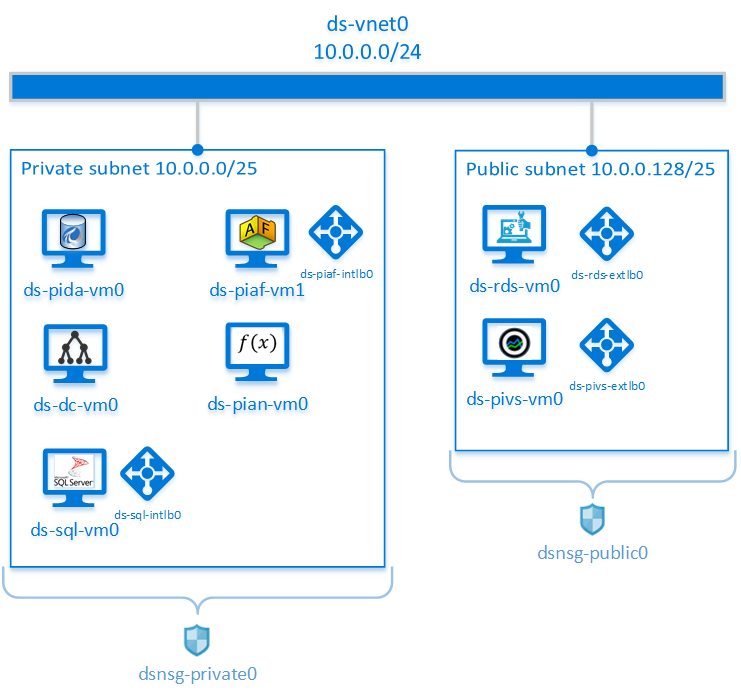 ds-vnet0
10.0.0.0/24
Private subnet 10.0.0.0/25
ds-pida-vm0
A F
ds-piaf-vm1
ds-piaf-intlb0
ds-dc-vm0
f(x)
ds-pian-vm0
Microsoft
SQL Server
ds-sql-vm0
ds-sql-intlb0
dsnsg-private0
Public subnet 10.0.0.128/25
ds-rds-vm0
ds-rds-extlb0
ds-pivs-vm0
ds-pivs-extlb0
dsnsg-public0